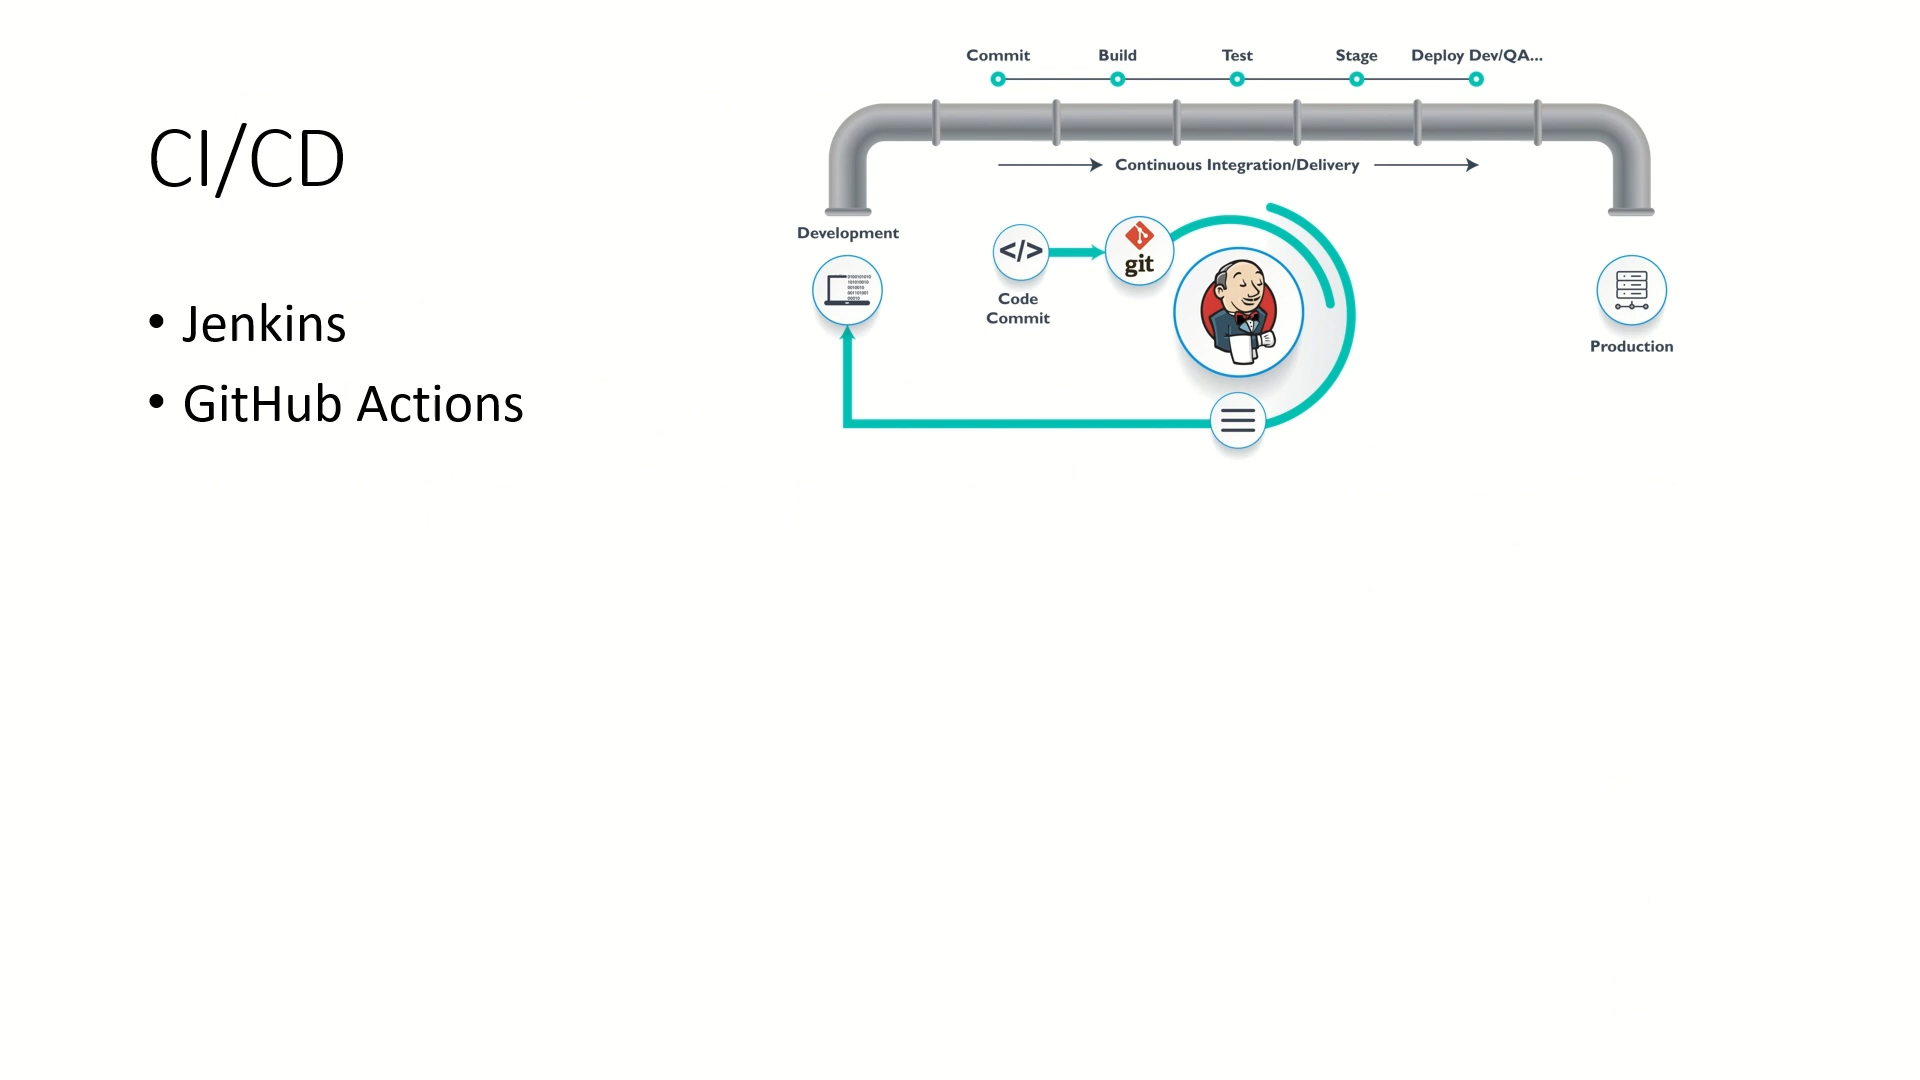 CI/CD
• Jenkins
• GitHub Actions
Commit Build Test Stage Deploy Dev/QA...
Continuous Integration/Delivery
Development
</>
git
Code
Commit
Production